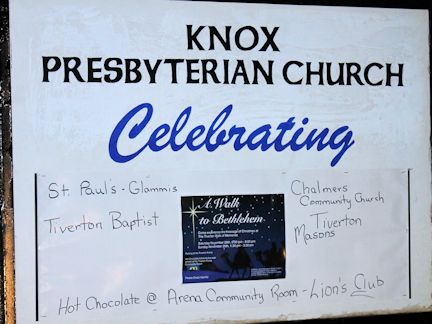 KNOX
PRESBYTERIAN CHURCH
Celebrating
St. Paul's - Glammis
Tiverton Baptist
A Walk
to Bethlehem
Chalmers
Community Church
Tiverton
Masons
Hot Chocolate @ Arena Community Room - Lion's Club